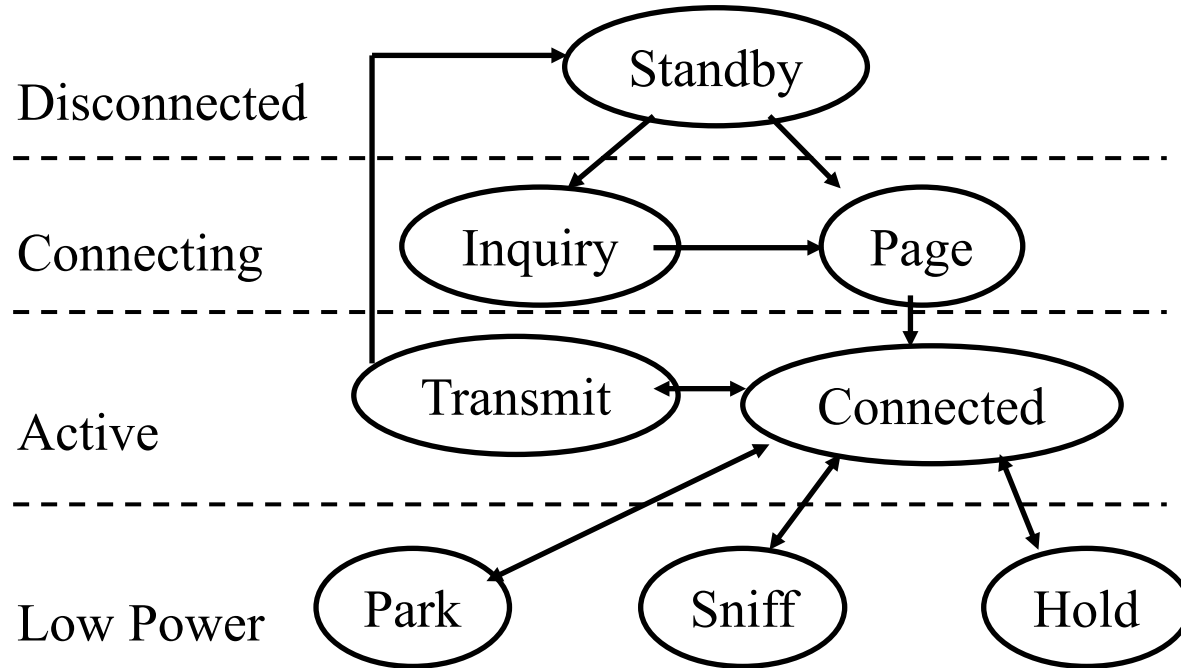 Standby
Disconnected
Inquiry
Page
Connecting
Transmit
Connected
Active
Park
Sniff
Hold
Low Power